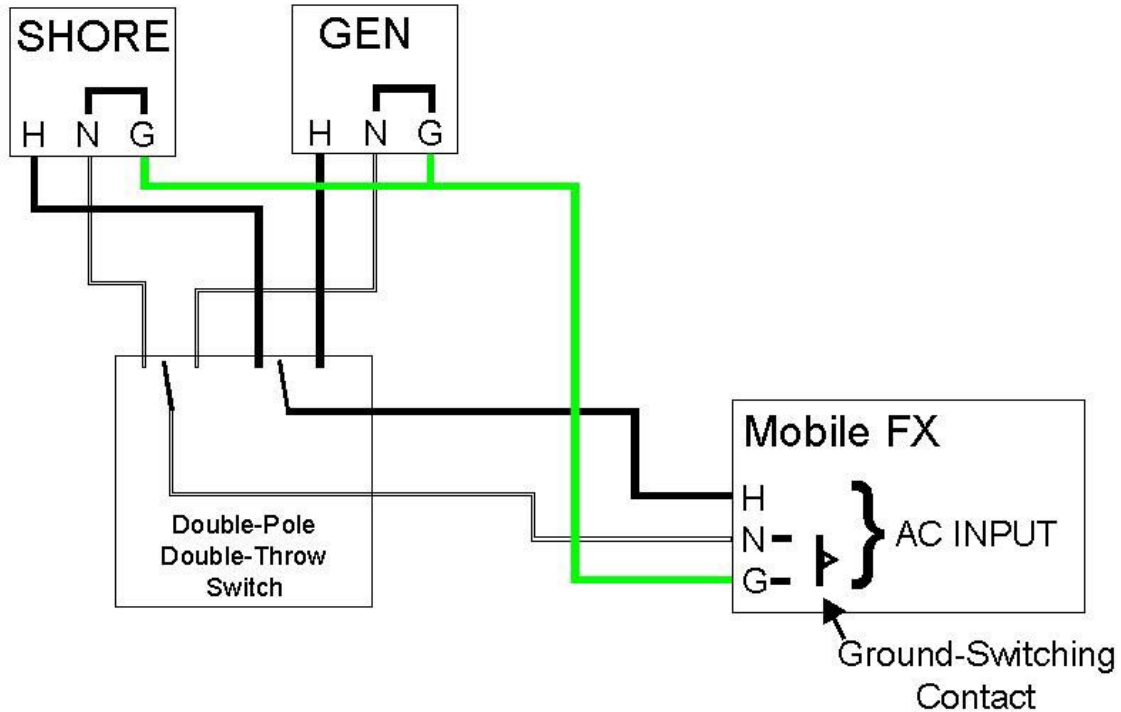 SHORE
H N G
GEN
H N G
Double-Pole
Double-Throw
Switch
Mobile FX
H
N
G
AC INPUT
Ground-Switching
Contact